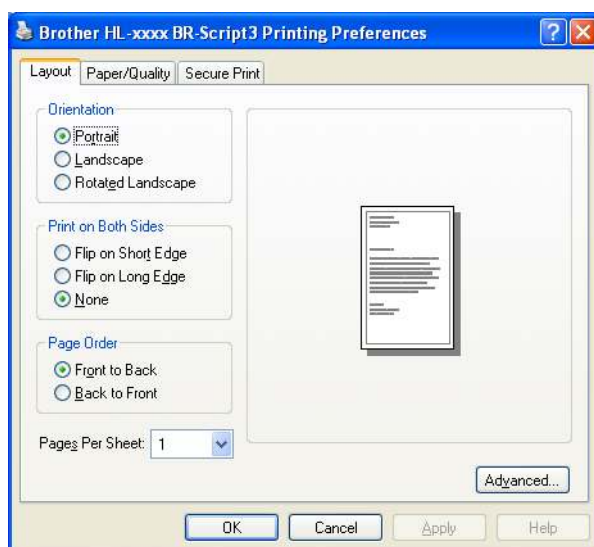 Brother HL-xxxx BR-Script3 Printing Preferences
Layout Paper/Quality Secure Print
Orientation
Portrait
Landscape
Rotated Landscape
Print on Both Sides
Flip on Short Edge
Flip on Long Edge
None
Page Order
Front to Back
Back to Front
Pages Per Sheet: 1
Advanced...
OK Cancel Apply Help